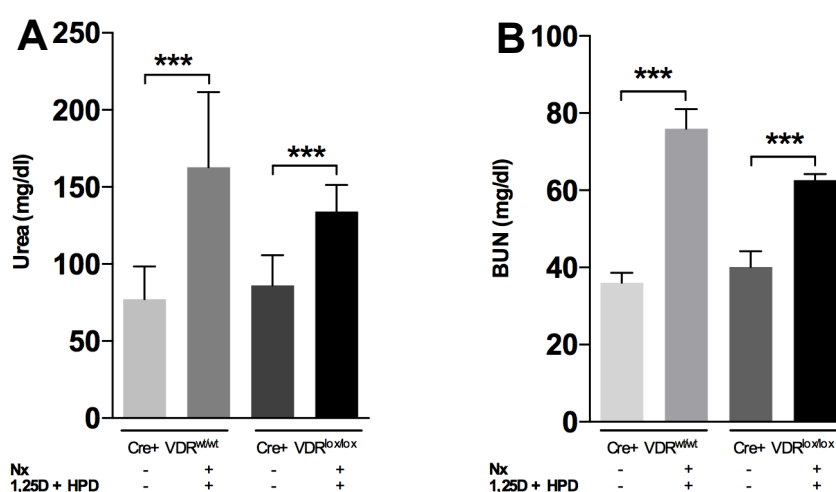 A
250
200
150
100
50
0
Urea (mg/dl)
***
***
Cre+ VDRwt/wt Cre+ VDRlox/lox
Nx - + - +
1,25D + HPD - + - +
B
100
80
60
40
20
0
BUN (mg/dl)
***
***
Cre+ VDRwt/wt Cre+ VDRlox/lox
Nx - + - +
1,25D + HPD - + - +